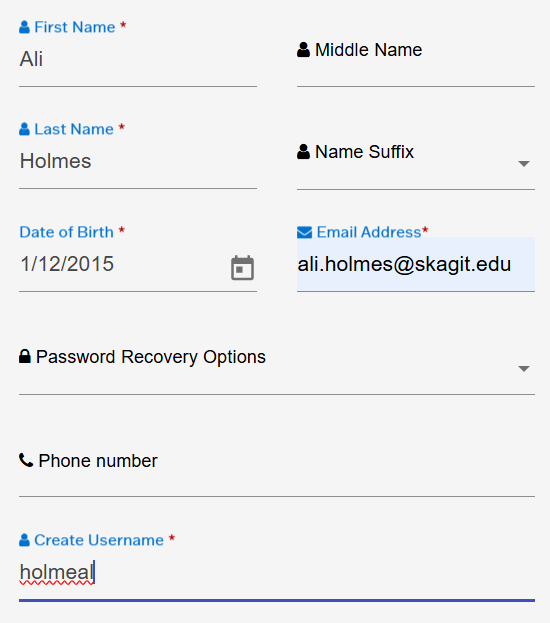 First Name *
Ali
Middle Name
Last Name *
Holmes
Name Suffix
Date of Birth *
1/12/2015
Email Address*
ali.holmes@skagit.edu
Password Recovery Options
Phone number
Create Username *
holmeal